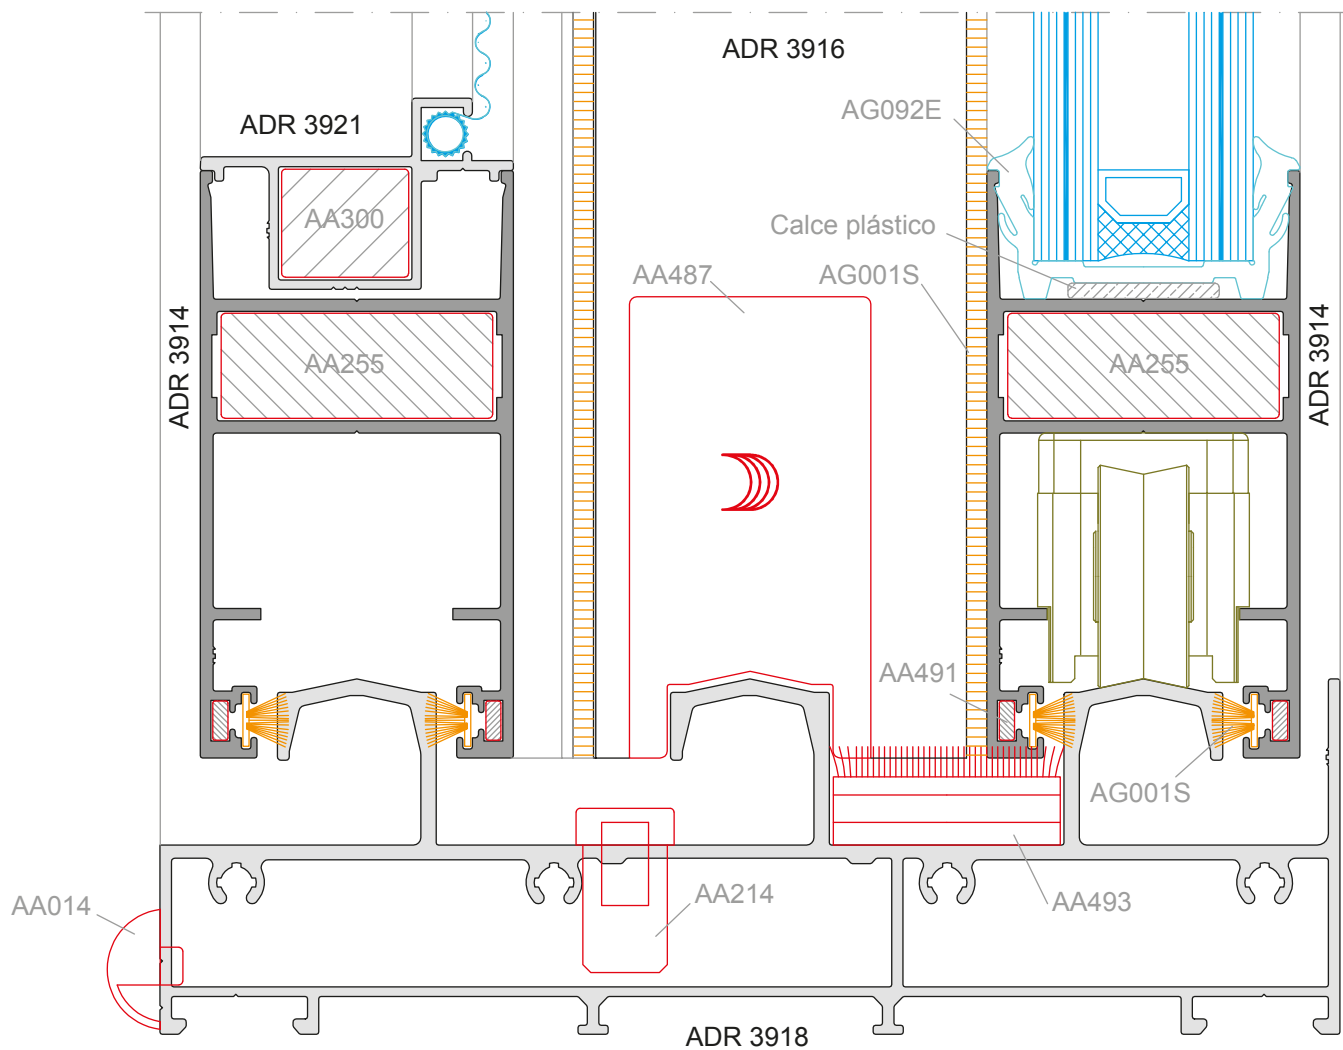 ADR 3916
AG092E
ADR 3921
AA300
Calce plástico
AA487
AG001S
ADR 3914
AA255
AA255
ADR 3914
AA491
AG001S
AA014
AA214
AA493
ADR 3918